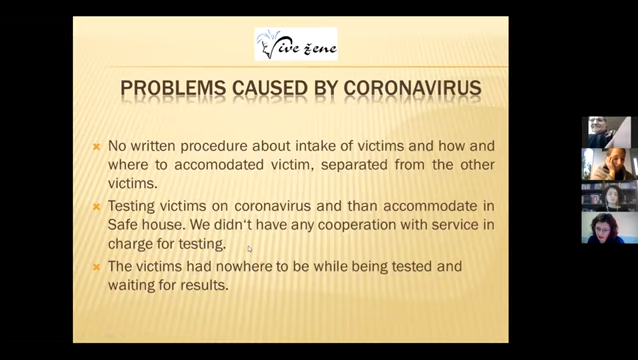 Vive žene
PROBLEMS CAUSED BY CORONAVIRUS
No written procedure about intake of victims and how and
where to accomodated victim, separated from the other
victims.
Testing victims on coronavirus and than accommodate in
Safe house. We didn't have any cooperation with service in
charge for testing.
The victims had nowhere to be while being tested and
waiting for results.